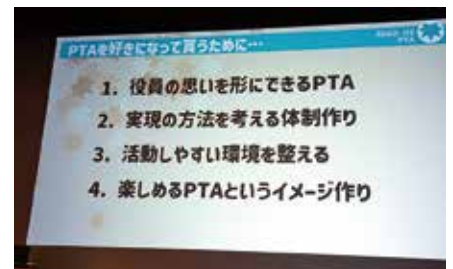 PTAを好きになって買うために…
1. 役員の思いを形にできるPTA
2. 実現の方法を考える体制作り
3. 活動しやすい環境を整える
4. 楽しめるPTAというイメージ作り